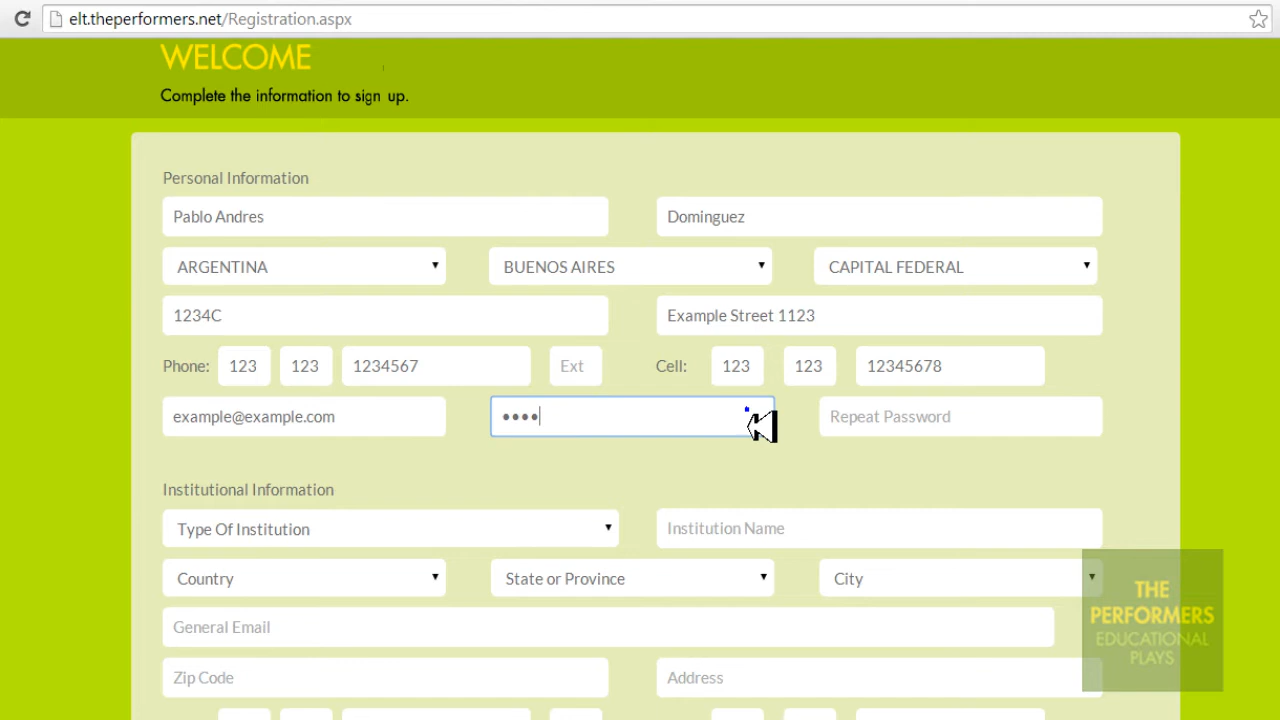 elt.theperformers.net/Registration.aspx
WELCOME
Complete the information to sign up.
Personal Information
Pablo Andres Dominguez
ARGENTINA BUENOS AIRES CAPITAL FEDERAL
1234C Example Street 1123
Phone: 123 123 1234567 Ext Cell: 123 123 12345678
example@example.com •••• Repeat Password
Institutional Information
Type Of Institution Institution Name
Country State or Province City
General Email
Zip Code Address
THE
PERFORMERS
EDUCATIONAL
PLAYS